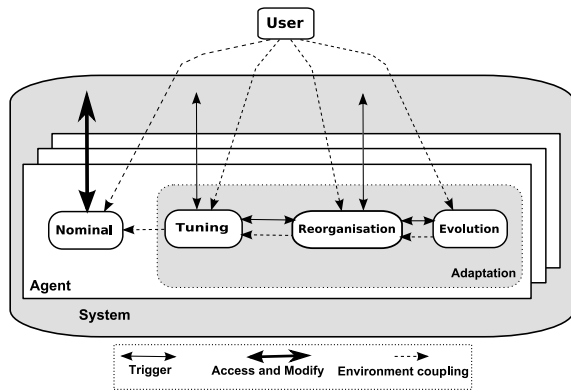 User
Nominal
Tuning
Reorganisation
Evolution
Adaptation
Agent
System
Trigger
Access and Modify
Environment coupling